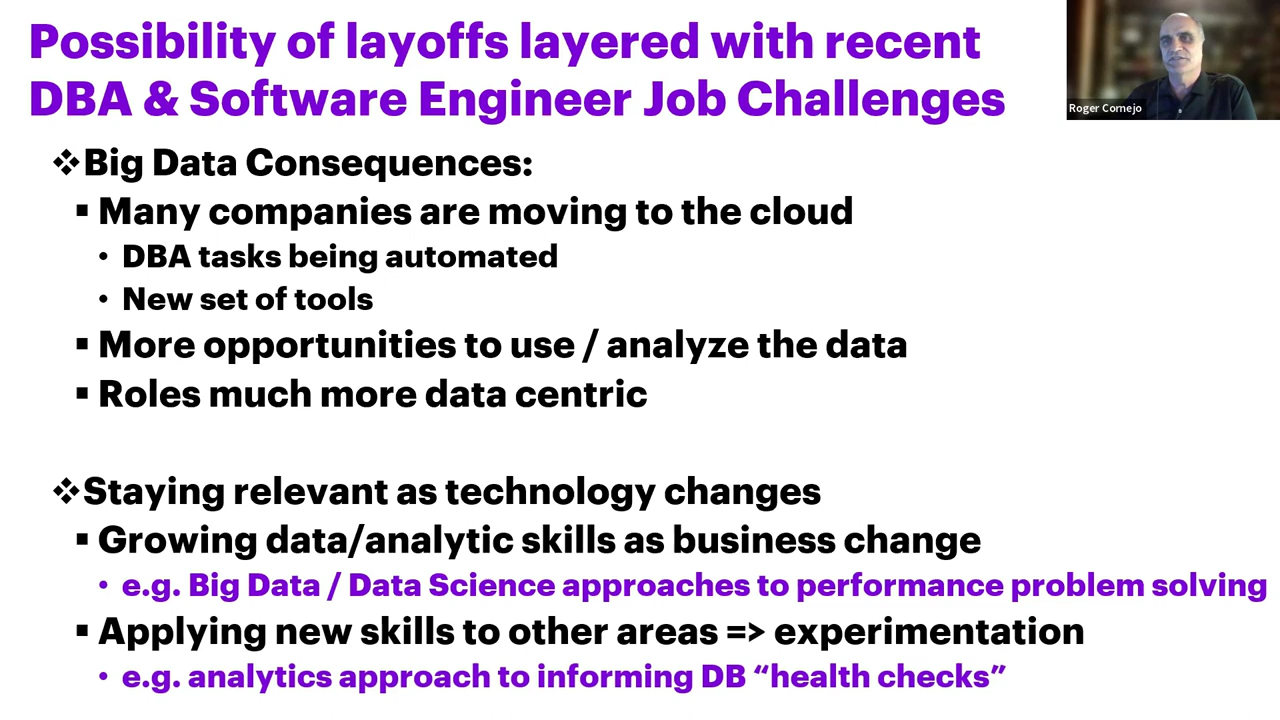 Possibility of layoffs layered with recent
DBA & Software Engineer Job Challenges
Roger Cornejo
❖Big Data Consequences:
▪ Many companies are moving to the cloud
• DBA tasks being automated
• New set of tools
▪ More opportunities to use / analyze the data
▪ Roles much more data centric
❖Staying relevant as technology changes
▪ Growing data/analytic skills as business change
• e.g. Big Data / Data Science approaches to performance problem solving
▪ Applying new skills to other areas => experimentation
• e.g. analytics approach to informing DB “health checks”